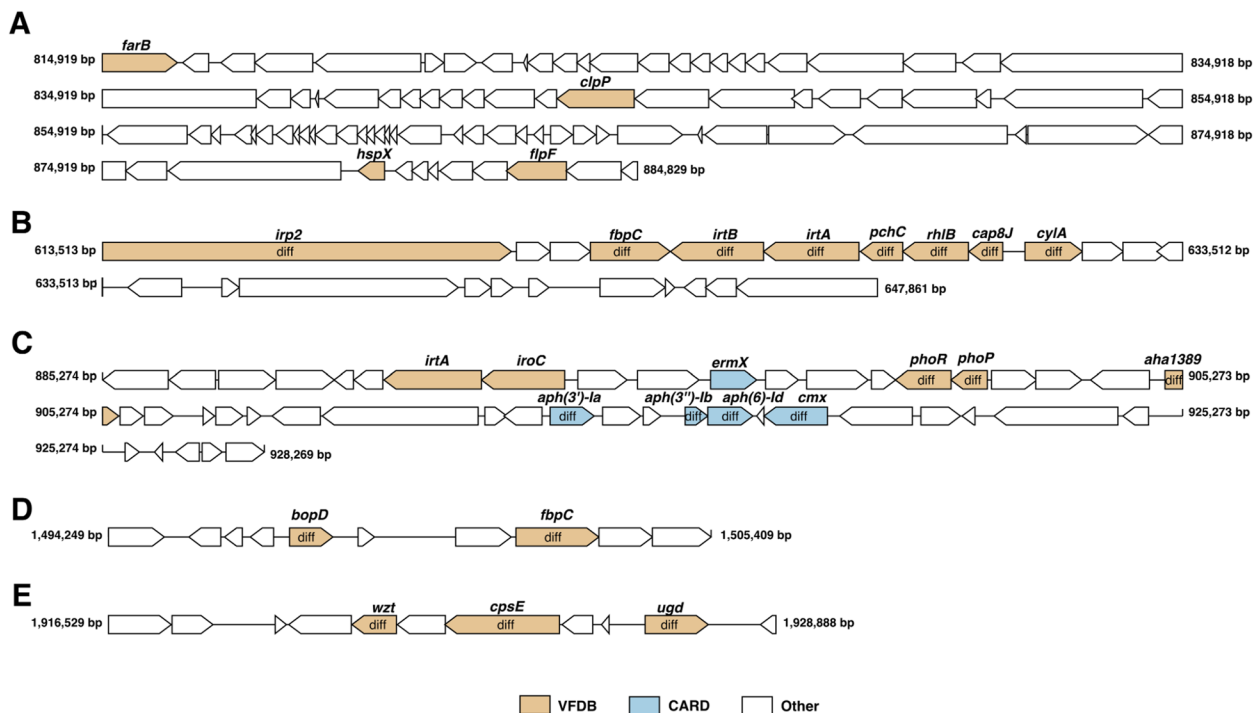 A
farB
814,919 bp 834,918 bp
clpP
834,919 bp 854,918 bp
854,919 bp 874,918 bp
hspX flpF
874,919 bp 884,829 bp
B
irp2 fbpC irtB irtA pchC rhlB cap8J cylA
613,513 bp diff diff diff diff diff diff diff diff 633,512 bp
633,513 bp 647,861 bp
C
irtA iroC ermX phoR phoP aha1389
885,274 bp diff diff diff 905,273 bp
aph(3')-Ia aph(3'')-Ib aph(6)-Id cmx
905,274 bp diff diff diff diff 925,273 bp
925,274 bp 928,269 bp
D
bopD fbpC
1,494,249 bp diff diff 1,505,409 bp
E
wzt cpsE ugd
1,916,529 bp diff diff diff 1,928,888 bp
VFDB CARD Other